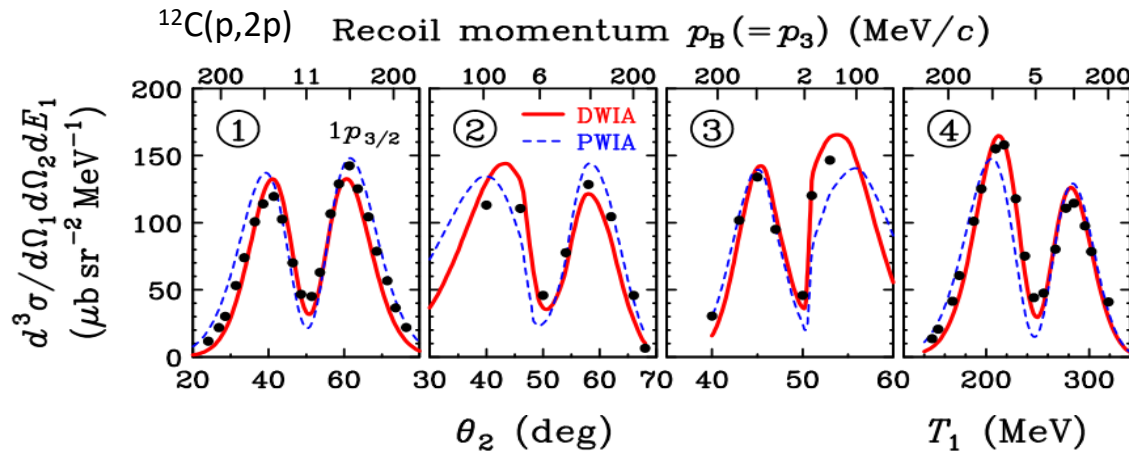 ¹²C(p,2p) Recoil momentum p_B(=p_3) (MeV/c)
200 11 200 100 6 200 200 2 100 200 5 200
d³σ/dΩ₁dΩ₂dE₁
(μb sr⁻² MeV⁻¹)
200
150
100
50
0
① 1p₃/₂
② DWIA
PWIA
③
④
20 40 60 30 40 50 60 70 40 50 60 200 300
θ₂ (deg) T₁ (MeV)